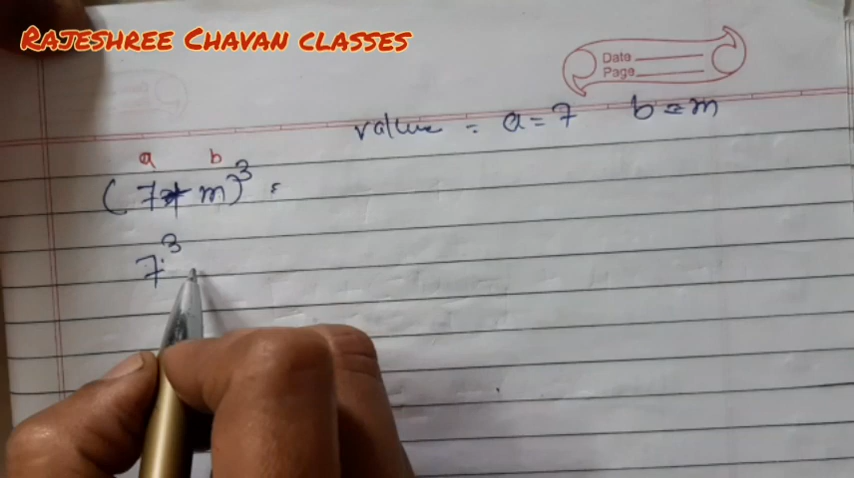 RAJESHREE CHAVAN CLASSES
Date
Page
value = a = 7 b = m
a b
(7+ m)³ =
7³